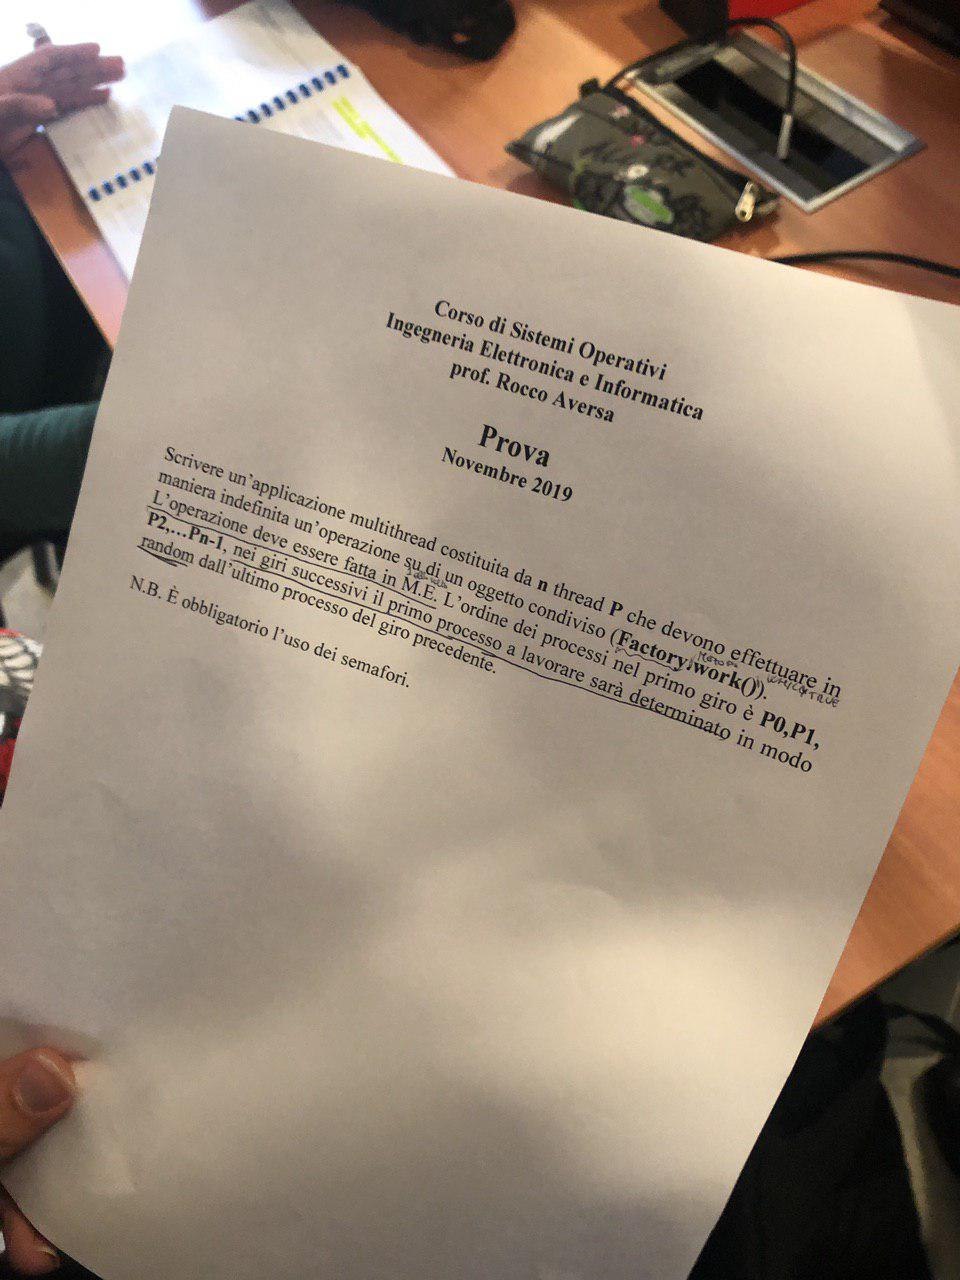 Corso di Sistemi Operativi
Ingegneria Elettronica e Informatica
prof. Rocco Aversa
Prova
Novembre 2019
Scrivere un'applicazione multithread costituita da n thread P che devono effettuare in
maniera indefinita un'operazione su di un oggetto condiviso (Factory.work()).
L'operazione deve essere fatta in M.E. L'ordine dei processi nel primo giro è P0,P1,
P2,...Pn-1, nei giri successivi il primo processo a lavorare sarà determinato in modo
random dall'ultimo processo del giro precedente.
N.B. È obbligatorio l'uso dei semafori.